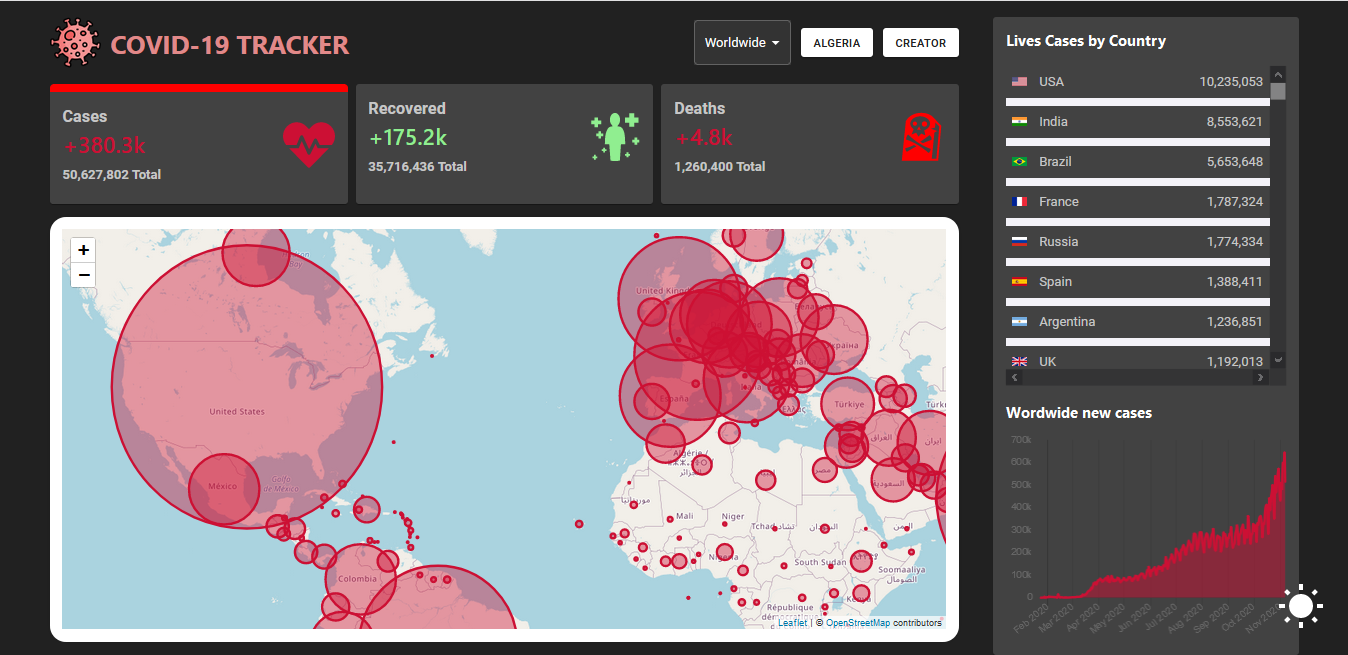 COVID-19 TRACKER
Worldwide
ALGERIA
CREATOR
Cases
+380.3k
50,627,802 Total
Recovered
+175.2k
35,716,436 Total
Deaths
+4.8k
1,260,400 Total
+
−
United Kingdom
Беларусь
Україна
United States
España
Ελλάς
Türkiye
México
Golfo
de México
العراق
ایران
السعودية
مصر
ليبيا
Algérie /
الجزائر
موريتانيا
Mali
Niger
Tchad تشاد
السودان
اليمن
Nigeria
South Sudan
Soomaaliya
الصومال
Kenya
République
Colombia
Leaflet | © OpenStreetMap contributors
Lives Cases by Country
USA 10,235,053
India 8,553,621
Brazil 5,653,648
France 1,787,324
Russia 1,774,334
Spain 1,388,411
Argentina 1,236,851
UK 1,192,013
Wordwide new cases
700k
600k
500k
400k
300k
200k
100k
0
Feb 2020
Mar 2020
Apr 2020
May 2020
Jun 2020
Jul 2020
Aug 2020
Sep 2020
Oct 2020
Nov 2020